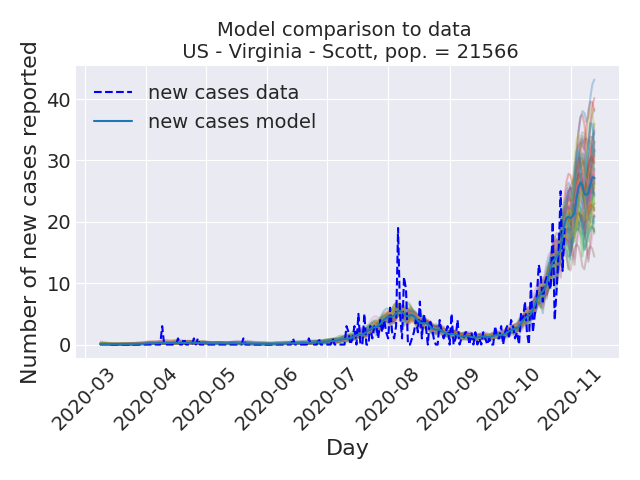 Model comparison to data
US - Virginia - Scott, pop. = 21566
Number of new cases reported
new cases data
new cases model
40
30
20
10
0
2020-03
2020-04
2020-05
2020-06
2020-07
2020-08
2020-09
2020-10
2020-11
Day